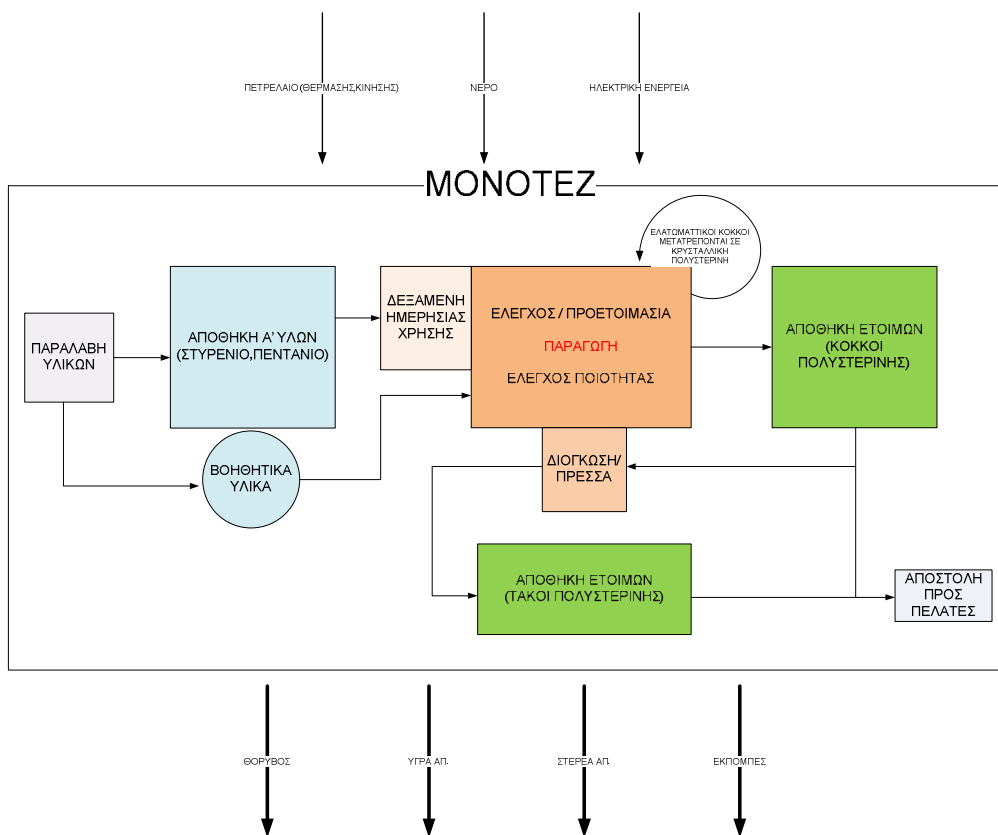 ΠΕΤΡΕΛΑΙΟ(ΘΕΡΜΑΣΗΣ,ΚΙΝΗΣΗΣ)
ΝΕΡΟ
ΗΛΕΚΤΡΙΚΗ ΕΝΕΡΓΕΙΑ
ΜΟΝΟΤΕΖ
ΕΛΑΤΩΜΑΤΤΙΚΟΙ ΚΟΚΚΟΙ
ΜΕΤΑΤΡΕΠΟΝΤΑΙ ΣΕ
ΚΡΥΣΤΑΛΛΙΚΗ
ΠΟΛΥΣΤΕΡΙΝΗ
ΠΑΡΑΛΑΒΗ
ΥΛΙΚΩΝ
ΑΠΟΘΗΚΗ Α' ΥΛΩΝ
(ΣΤΥΡΕΝΙΟ,ΠΕΝΤΑΝΙΟ)
ΔΕΞΑΜΕΝΗ
ΗΜΕΡΗΣΙΑΣ
ΧΡΗΣΗΣ
ΕΛΕΓΧΟΣ / ΠΡΟΕΤΟΙΜΑΣΙΑ
ΠΑΡΑΓΩΓΗ
ΕΛΕΓΧΟΣ ΠΟΙΟΤΗΤΑΣ
ΑΠΟΘΗΚΗ ΕΤΟΙΜΩΝ
(ΚΟΚΚΟΙ
ΠΟΛΥΣΤΕΡΙΝΗΣ)
ΒΟΗΘΗΤΙΚΑ
ΥΛΙΚΑ
ΔΙΟΓΚΩΣΗ/
ΠΡΕΣΣΑ
ΑΠΟΘΗΚΗ ΕΤΟΙΜΩΝ
(ΤΑΚΟΙ ΠΟΛΥΣΤΕΡΙΝΗΣ)
ΑΠΟΣΤΟΛΗ
ΠΡΟΣ
ΠΕΛΑΤΕΣ
ΘΟΡΥΒΟΣ
ΥΓΡΑ ΑΠ.
ΣΤΕΡΕΑ ΑΠ.
ΕΚΠΟΜΠΕΣ